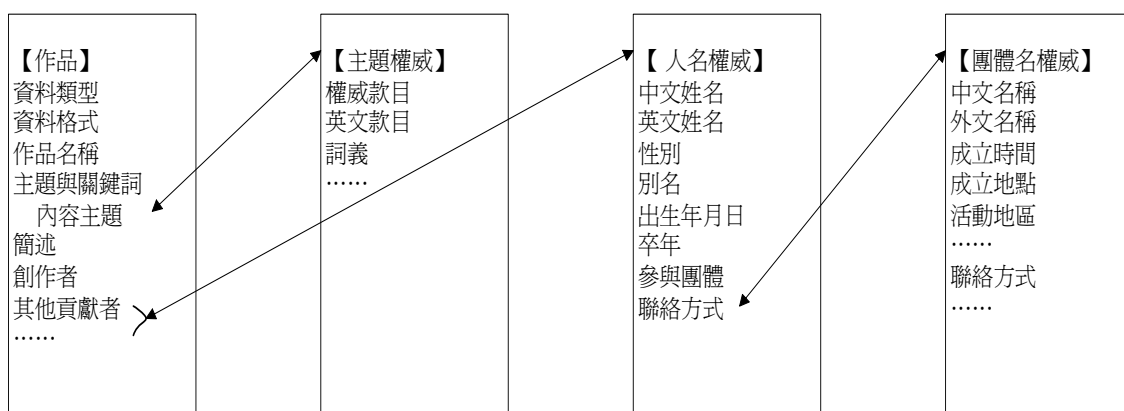 【作品】
資料類型
資料格式
作品名稱
主題與關鍵詞
內容主題
簡述
創作者
其他貢獻者
……
【主題權威】
權威款目
英文款目
詞義
……
【 人名權威】
中文姓名
英文姓名
性別
別名
出生年月日
卒年
參與團體
聯絡方式
【團體名權威】
中文名稱
外文名稱
成立時間
成立地點
活動地區
……
聯絡方式
……